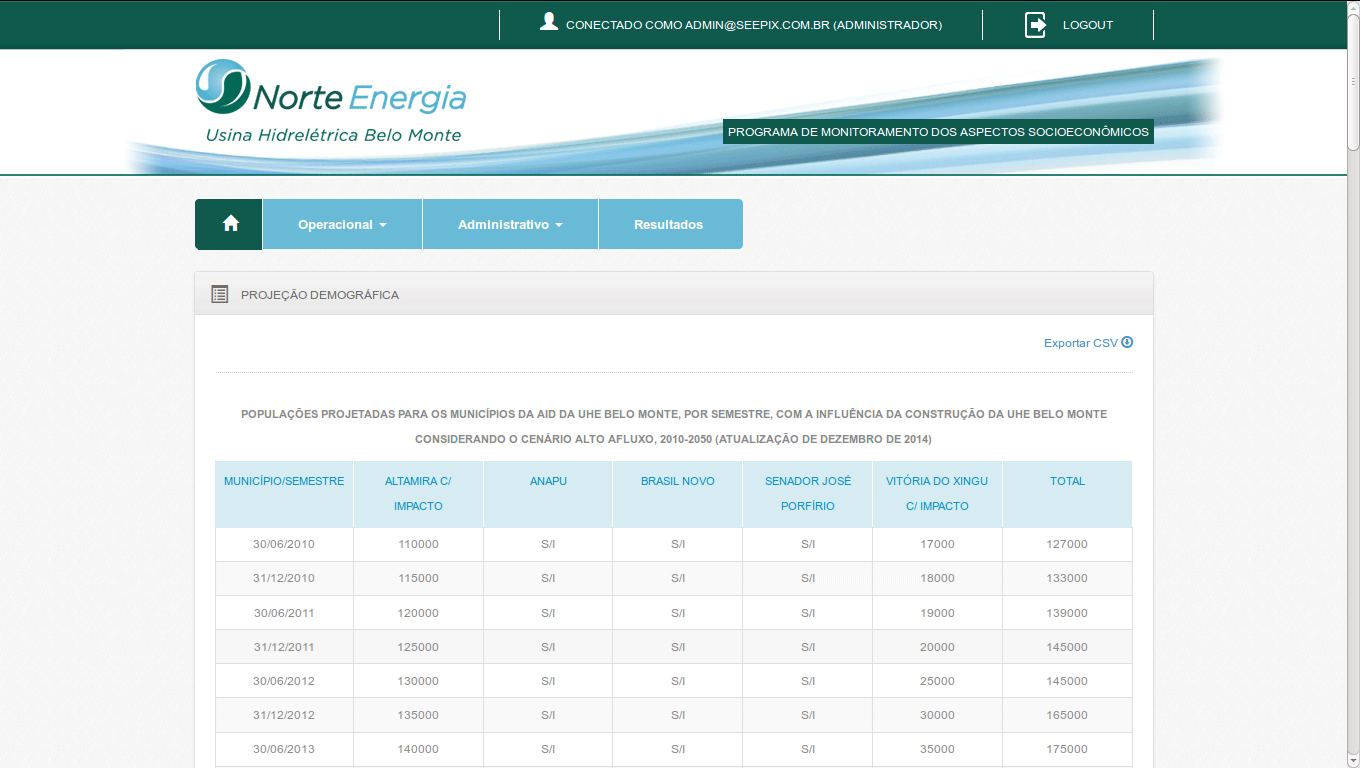 CONECTADO COMO ADMIN@SEEPIX.COM.BR (ADMINISTRADOR)
LOGOUT
Norte Energia
Usina Hidrelétrica Belo Monte
PROGRAMA DE MONITORAMENTO DOS ASPECTOS SOCIOECONÔMICOS
Operacional
Administrativo
Resultados
PROJEÇÃO DEMOGRÁFICA
Exportar CSV
POPULAÇÕES PROJETADAS PARA OS MUNICÍPIOS DA AID DA UHE BELO MONTE, POR SEMESTRE, COM A INFLUÊNCIA DA CONSTRUÇÃO DA UHE BELO MONTE
CONSIDERANDO O CENÁRIO ALTO AFLUXO, 2010-2050 (ATUALIZAÇÃO DE DEZEMBRO DE 2014)
MUNICÍPIO/SEMESTRE ALTAMIRA C/ ANAPU BRASIL NOVO SENADOR JOSÉ VITÓRIA DO XINGU TOTAL
IMPACTO PORFÍRIO C/ IMPACTO
30/06/2010 110000 S/I S/I S/I 17000 127000
31/12/2010 115000 S/I S/I S/I 18000 133000
30/06/2011 120000 S/I S/I S/I 19000 139000
31/12/2011 125000 S/I S/I S/I 20000 145000
30/06/2012 130000 S/I S/I S/I 25000 145000
31/12/2012 135000 S/I S/I S/I 30000 165000
30/06/2013 140000 S/I S/I S/I 35000 175000